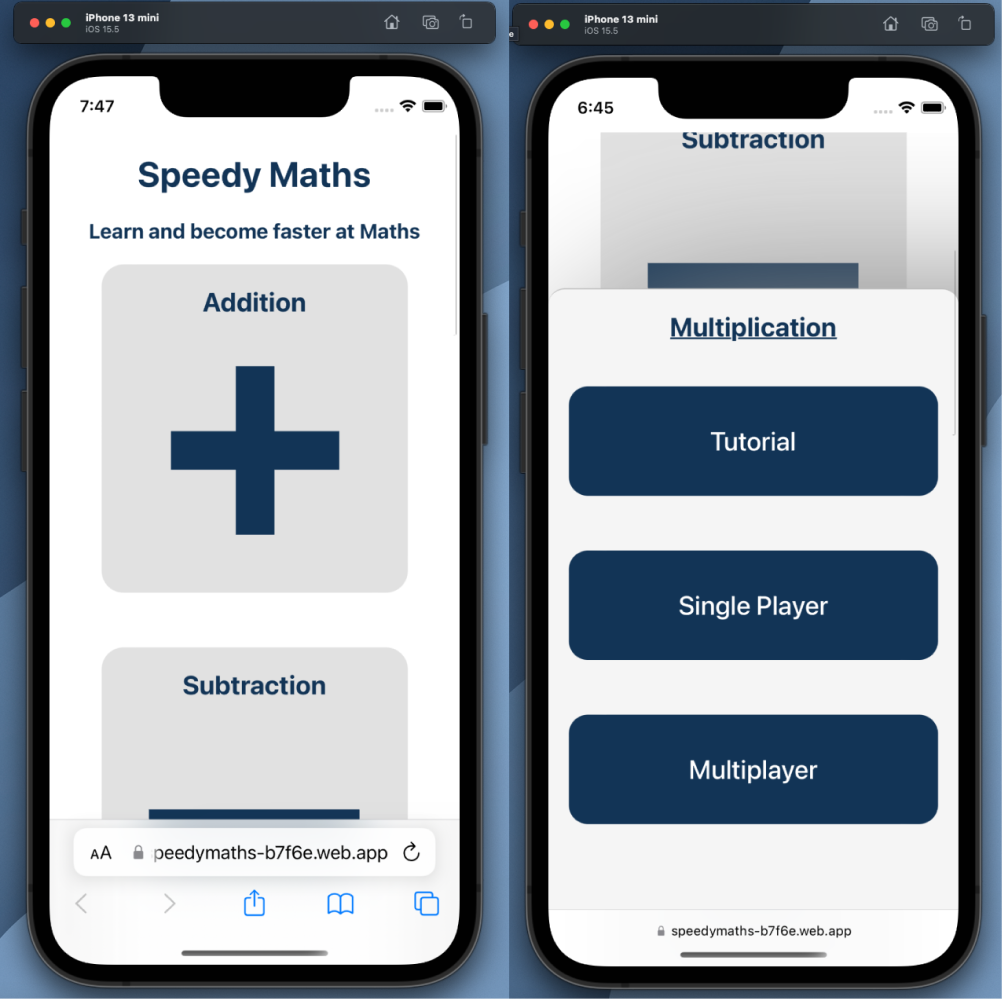 iPhone 13 mini
iOS 15.5
7:47
Speedy Maths
Learn and become faster at Maths
Addition
Subtraction
AA
peedymaths-b7f6e.web.app
e
iPhone 13 mini
iOS 15.5
6:45
Subtraction
Multiplication
Tutorial
Single Player
Multiplayer
speedymaths-b7f6e.web.app